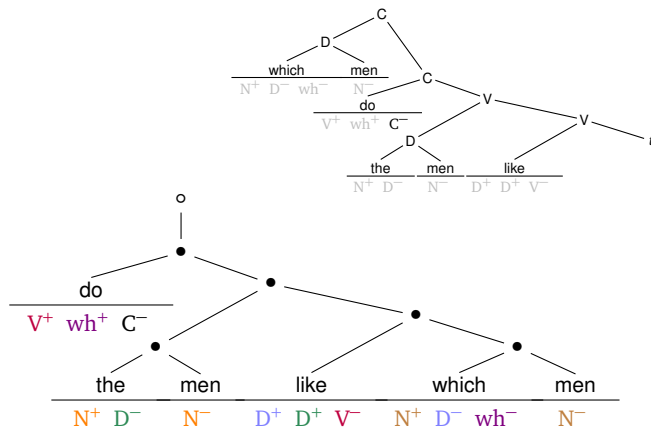 C
D
which men
N⁺ D⁻ wh⁻ N⁻
C
do
V⁺ wh⁺ C⁻
V
V
D
the men like
N⁺ D⁻ N⁻ D⁺ D⁺ V⁻
do
V⁺ wh⁺ C⁻
the men like which men
N⁺ D⁻ N⁻ D⁺ D⁺ V⁻ N⁺ D⁻ wh⁻ N⁻